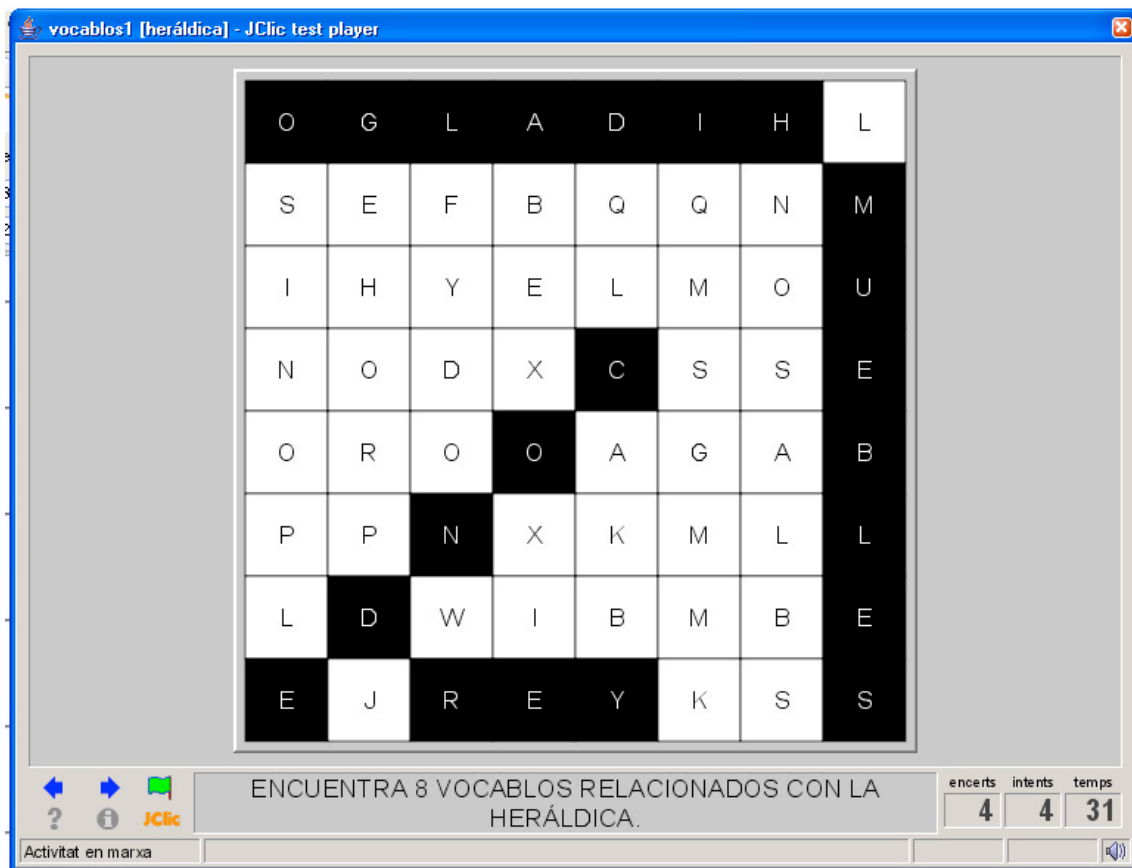 vocablos1 [heráldica] - JClic test player
O G L A D I H L
S E F B Q Q N M
I H Y E L M O U
N O D X C S S E
O R O O A G A B
P P N X K M L L
L D W I B M B E
E J R E Y K S S
ENCUENTRA 8 VOCABLOS RELACIONADOS CON LA
HERÁLDICA.
encerts intents temps
4 4 31
JClic
Activitat en marxa